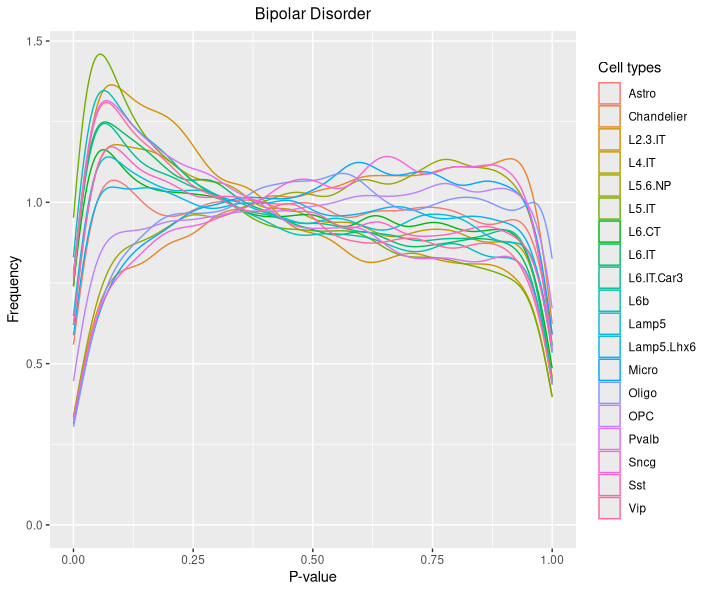 Bipolar Disorder
1.5
1.0
0.5
0.0
Frequency
0.00 0.25 0.50 0.75 1.00
P-value
Cell types
Astro
Chandelier
L2.3.IT
L4.IT
L5.6.NP
L5.IT
L6.CT
L6.IT
L6.IT.Car3
L6b
Lamp5
Lamp5.Lhx6
Micro
Oligo
OPC
Pvalb
Sncg
Sst
Vip